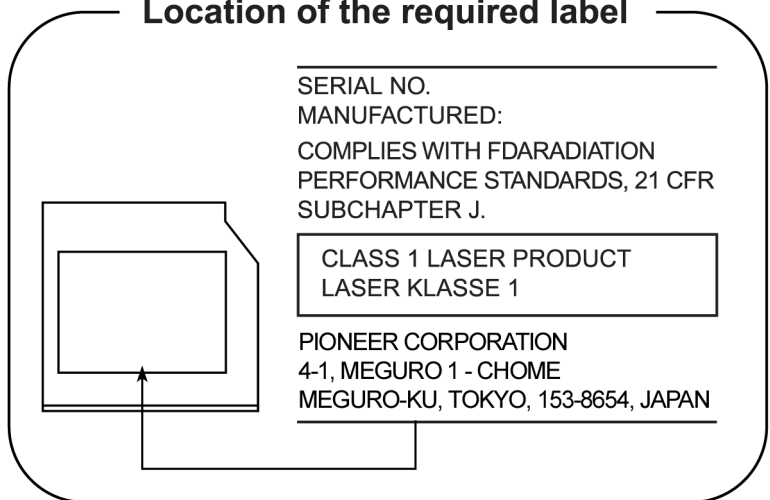 Location of the required label
SERIAL NO.
MANUFACTURED:
COMPLIES WITH FDARADIATION
PERFORMANCE STANDARDS, 21 CFR
SUBCHAPTER J.
CLASS 1 LASER PRODUCT
LASER KLASSE 1
PIONEER CORPORATION
4-1, MEGURO 1 - CHOME
MEGURO-KU, TOKYO, 153-8654, JAPAN